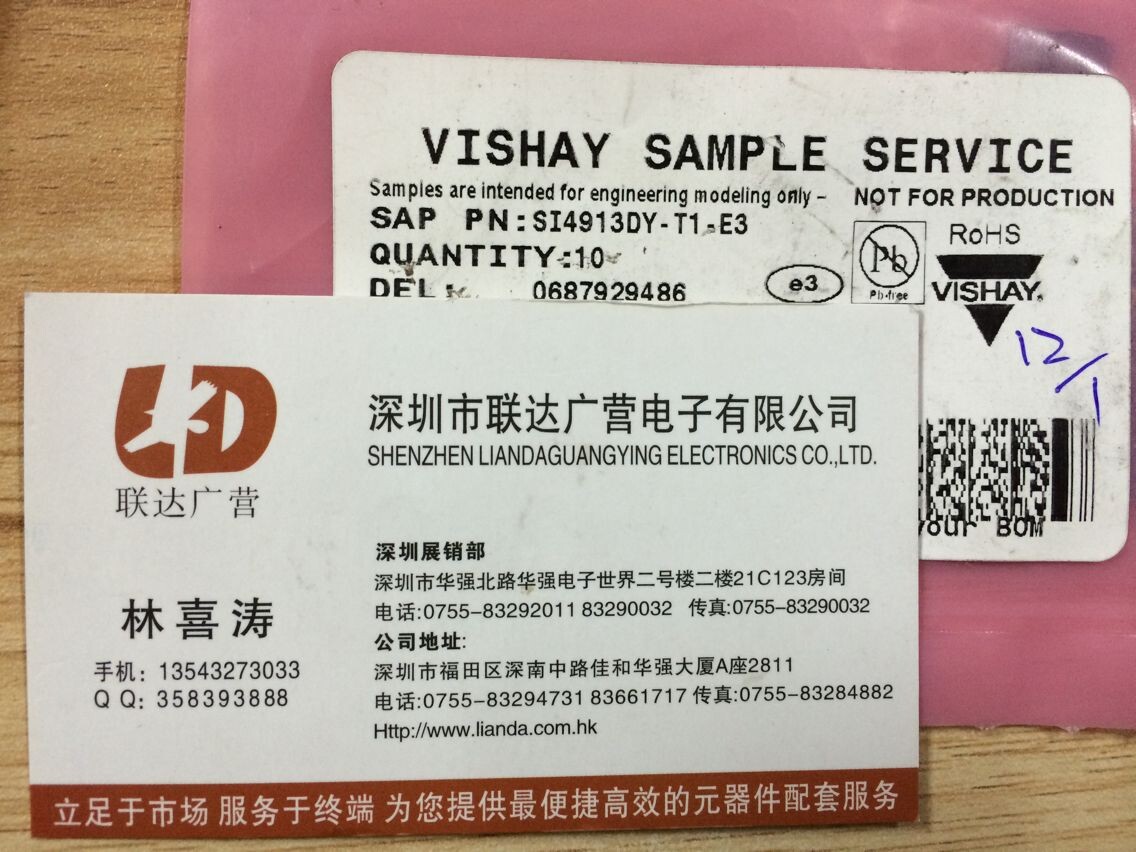 VISHAY SAMPLE SERVICE
Samples are intended for engineering modeling only – NOT FOR PRODUCTION
SAP PN:SI4913DY-T1-E3
QUANTITY:10
DEL 0687929486
e3
Pb
Pb-free
RoHS
VISHAY
12/1
your BOM
LD
联达广营
深圳市联达广营电子有限公司
SHENZHEN LIANDAGUANGYING ELECTRONICS CO.,LTD.
林喜涛
手机：13543273033
QQ：358393888
深圳展销部
深圳市华强北路华强电子世界二号楼二楼21C123房间
电话:0755-83292011 83290032 传真:0755-83290032
公司地址:
深圳市福田区深南中路佳和华强大厦A座2811
电话:0755-83294731 83661717 传真:0755-83284882
Http://www.lianda.com.hk
立足于市场 服务于终端 为您提供最便捷高效的元器件配套服务